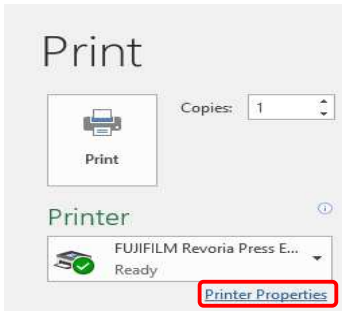 Print
Copies: 1
Print
Printer
FUJIFILM Revoria Press E...
Ready
Printer Properties